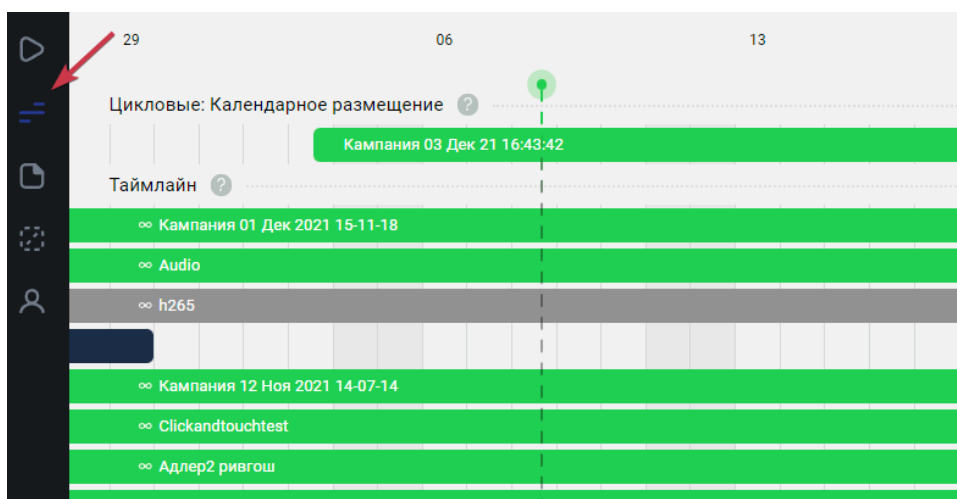 29 06 13
Цикловые: Календарное размещение ?
Кампания 03 Дек 21 16:43:42
Таймлайн ?
∞ Кампания 01 Дек 2021 15-11-18
∞ Audio
∞ h265
∞ Кампания 12 Ноя 2021 14-07-14
∞ Clickandtouchtest
∞ Адлер2 ривгош